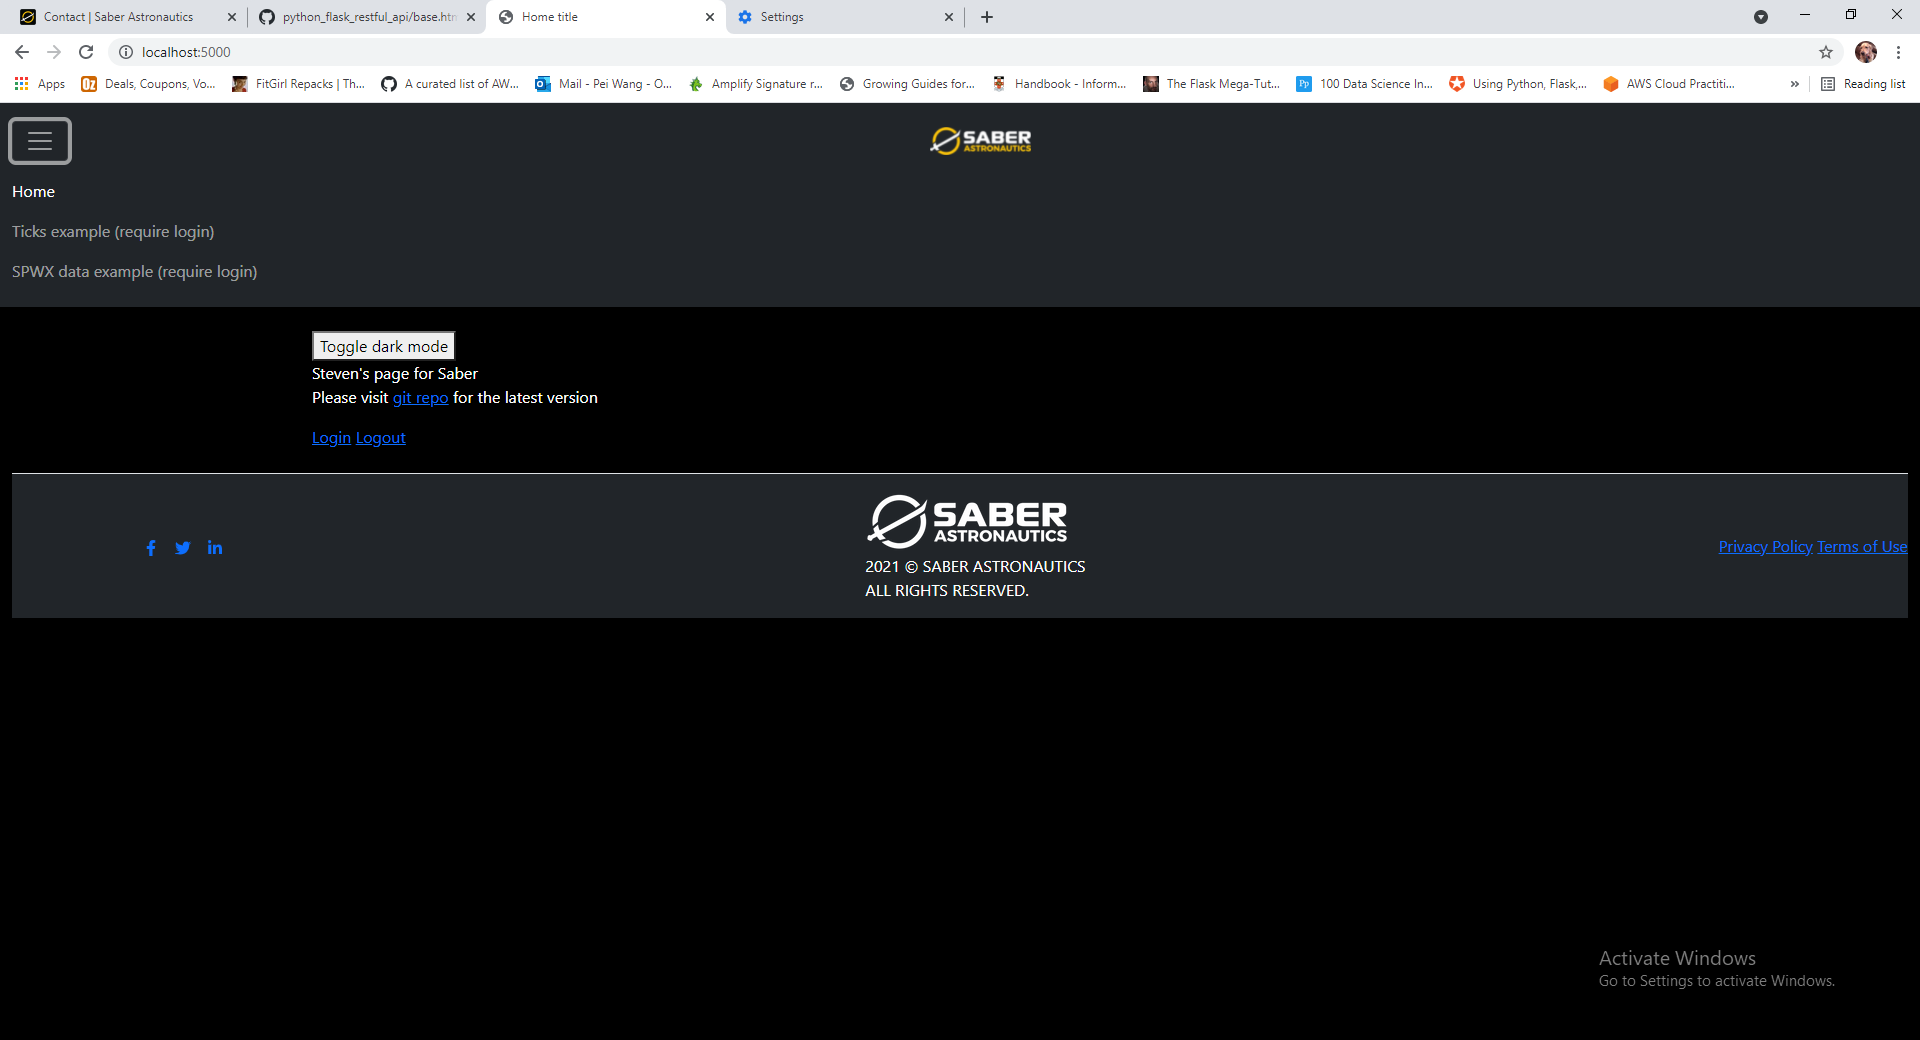 Contact | Saber Astronautics
python_flask_restful_api/base.htm
Home title
Settings
localhost:5000
Apps
Deals, Coupons, Vo...
FitGirl Repacks | Th...
A curated list of AW...
Mail - Pei Wang - O...
Amplify Signature r...
Growing Guides for...
Handbook - Inform...
The Flask Mega-Tut...
Pp
100 Data Science In...
Using Python, Flask,...
AWS Cloud Practiti...
»
Reading list
SABER
ASTRONAUTICS
Home
Ticks example (require login)
SPWX data example (require login)
Toggle dark mode
Steven's page for Saber
Please visit git repo for the latest version
Login Logout
SABER
ASTRONAUTICS
2021 © SABER ASTRONAUTICS
ALL RIGHTS RESERVED.
Privacy Policy Terms of Use
Activate Windows
Go to Settings to activate Windows.